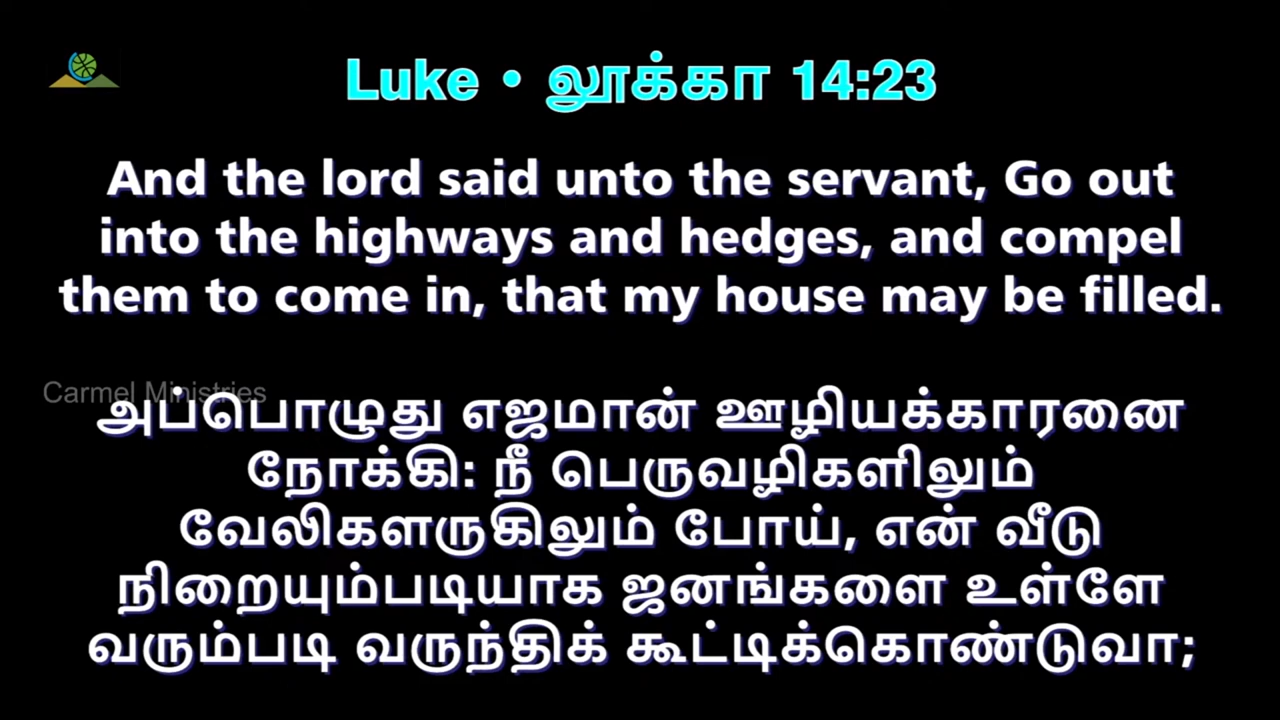 Luke • லூக்கா 14:23
And the lord said unto the servant, Go out
into the highways and hedges, and compel
them to come in, that my house may be filled.
Carmel Ministries
அப்பொழுது எஜமான் ஊழியக்காரனை
நோக்கி: நீ பெருவழிகளிலும்
வேலிகளருகிலும் போய், என் வீடு
நிறையும்படியாக ஜனங்களை உள்ளே
வரும்படி வருந்திக் கூட்டிக்கொண்டுவா;